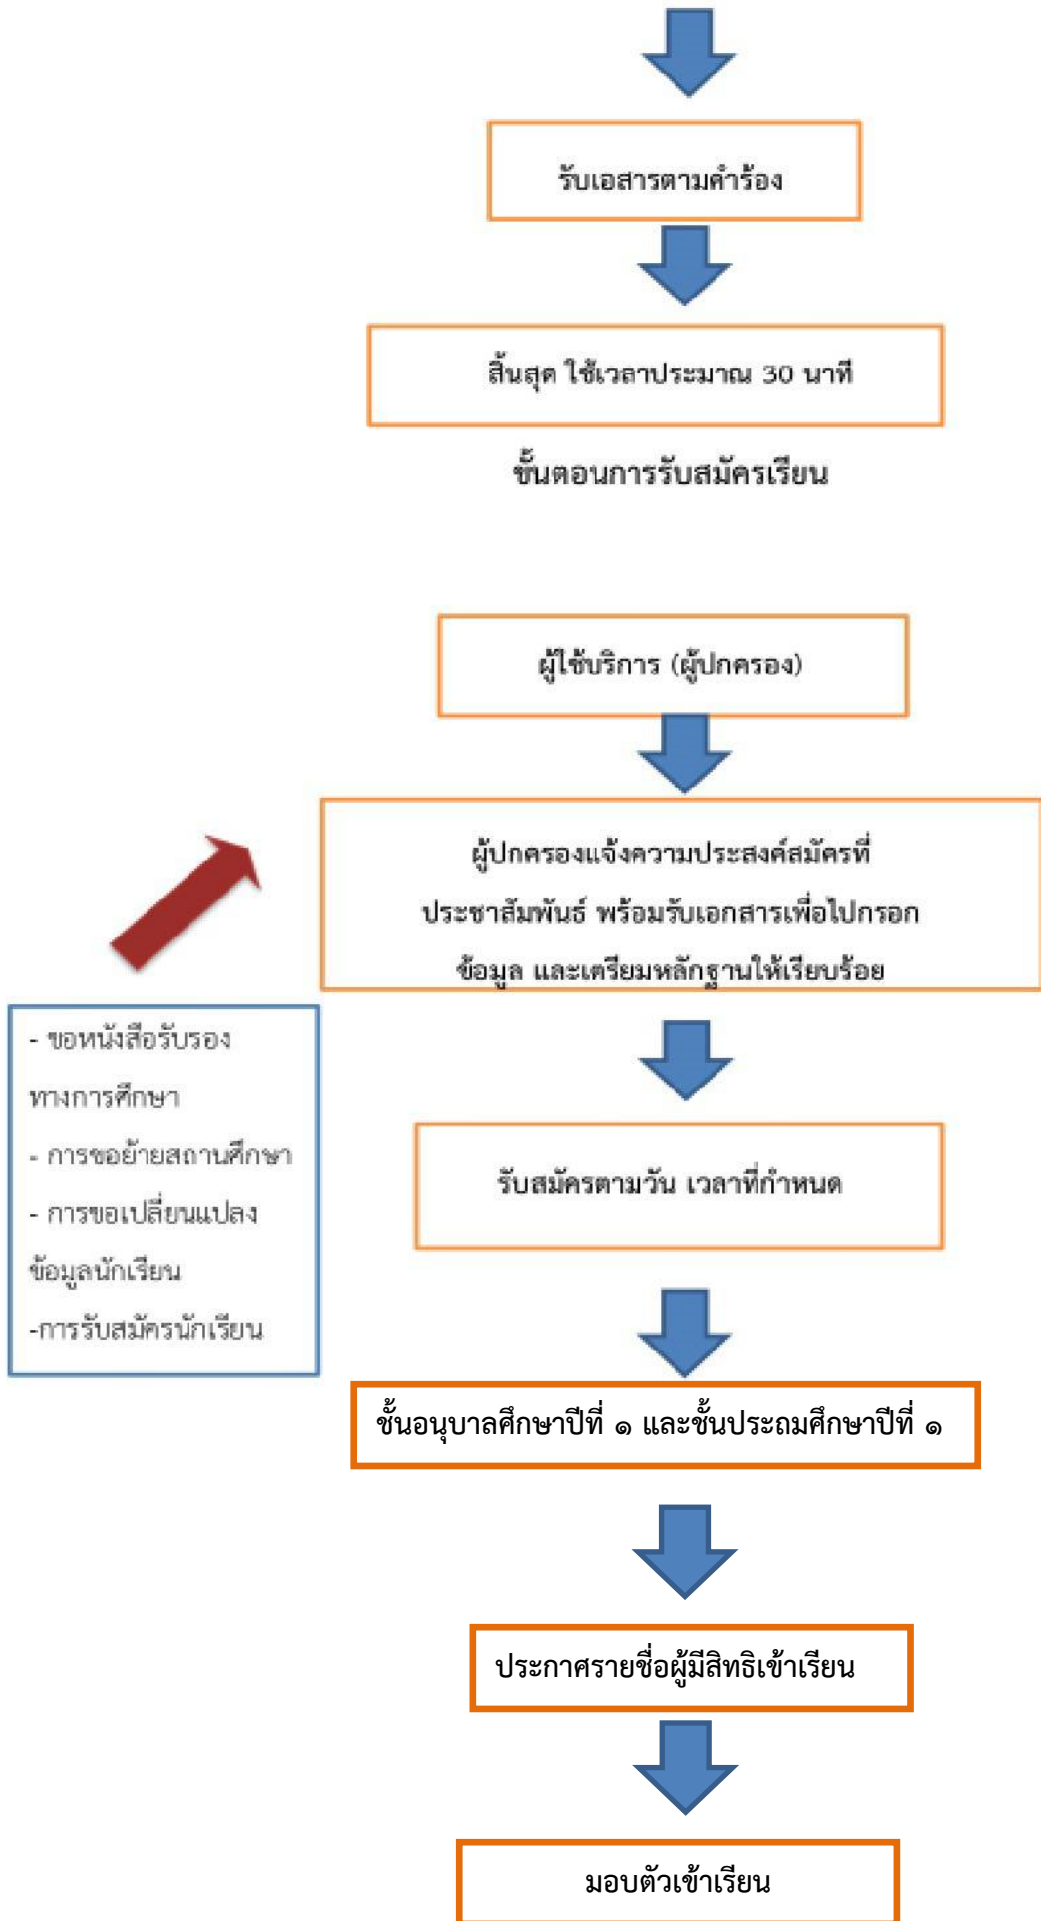 รับเอสารตามคำร้อง
สิ้นสุด ใช้เวลาประมาณ 30 นาที
ขั้นตอนการรับสมัครเรียน
ผู้ใช้บริการ (ผู้ปกครอง)
ผู้ปกครองแจ้งความประสงค์สมัครที่
ประชาสัมพันธ์ พร้อมรับเอกสารเพื่อไปกรอก
ข้อมูล และเตรียมหลักฐานให้เรียบร้อย
- ขอหนังสือรับรอง
ทางการศึกษา
- การขอย้ายสถานศึกษา
- การขอเปลี่ยนแปลง
ข้อมูลนักเรียน
-การรับสมัครนักเรียน
รับสมัครตามวัน เวลาที่กำหนด
ชั้นอนุบาลศึกษาปีที่ ๑ และชั้นประถมศึกษาปีที่ ๑
ประกาศรายชื่อผู้มีสิทธิเข้าเรียน
มอบตัวเข้าเรียน